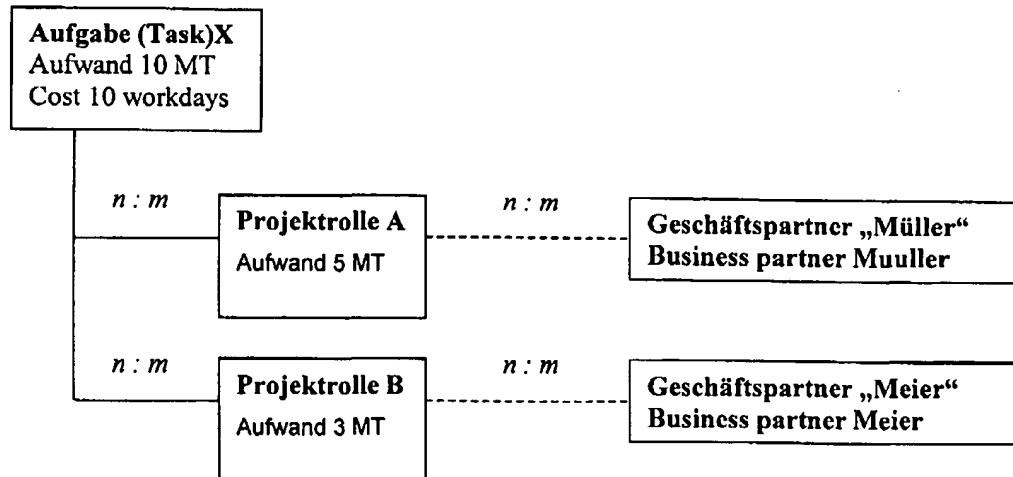 Aufgabe (Task)X
Aufwand 10 MT
Cost 10 workdays
n : m
Projektrolle A
Aufwand 5 MT
n : m
Geschäftspartner „Müller“
Business partner Muuller
n : m
Projektrolle B
Aufwand 3 MT
n : m
Geschäftspartner „Meier“
Business partner Meier